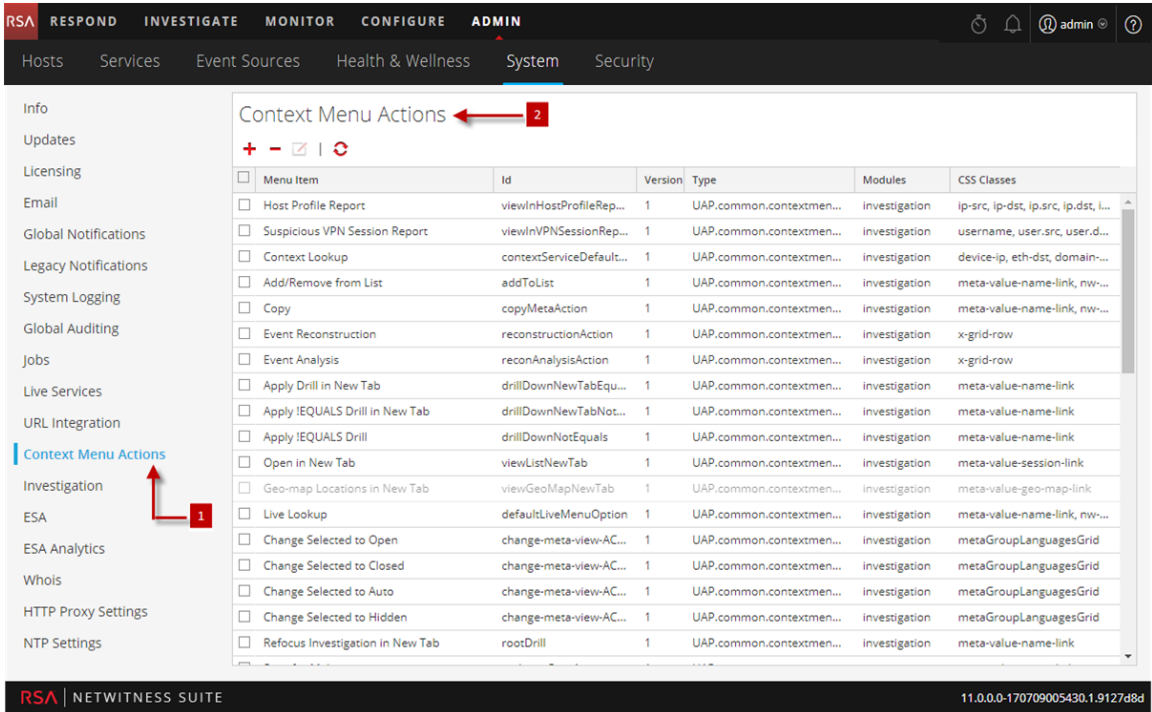 RSA RESPOND INVESTIGATE MONITOR CONFIGURE ADMIN admin ?
Hosts Services Event Sources Health & Wellness System Security
Info
Updates
Licensing
Email
Global Notifications
Legacy Notifications
System Logging
Global Auditing
Jobs
Live Services
URL Integration
Context Menu Actions
Investigation
1
ESA
ESA Analytics
Whois
HTTP Proxy Settings
NTP Settings
Context Menu Actions 2
Menu Item Id Version Type Modules CSS Classes
Host Profile Report viewInHostProfileRep... 1 UAP.common.contextmen... investigation ip-src, ip-dst, ip.src, ip.dst, i...
Suspicious VPN Session Report viewInVPNSessionRep... 1 UAP.common.contextmen... investigation username, user.src, user.d...
Context Lookup contextServiceDefault... 1 UAP.common.contextmen... investigation device-ip, eth-dst, domain-...
Add/Remove from List addToList 1 UAP.common.contextmen... investigation meta-value-name-link, nw-...
Copy copyMetaAction 1 UAP.common.contextmen... investigation meta-value-name-link, nw-...
Event Reconstruction reconstructionAction 1 UAP.common.contextmen... investigation x-grid-row
Event Analysis reconAnalysisAction 1 UAP.common.contextmen... investigation x-grid-row
Apply Drill in New Tab drillDownNewTabEqu... 1 UAP.common.contextmen... investigation meta-value-name-link
Apply !EQUALS Drill in New Tab drillDownNewTabNot... 1 UAP.common.contextmen... investigation meta-value-name-link
Apply !EQUALS Drill drillDownNotEquals 1 UAP.common.contextmen... investigation meta-value-name-link
Open in New Tab viewListNewTab 1 UAP.common.contextmen... investigation meta-value-session-link
Geo-map Locations in New Tab viewGeoMapNewTab 1 UAP.common.contextmen... investigation meta-value-geo-map-link
Live Lookup defaultLiveMenuOption 1 UAP.common.contextmen... investigation meta-value-name-link, nw-...
Change Selected to Open change-meta-view-AC... 1 UAP.common.contextmen... investigation metaGroupLanguagesGrid
Change Selected to Closed change-meta-view-AC... 1 UAP.common.contextmen... investigation metaGroupLanguagesGrid
Change Selected to Auto change-meta-view-AC... 1 UAP.common.contextmen... investigation metaGroupLanguagesGrid
Change Selected to Hidden change-meta-view-AC... 1 UAP.common.contextmen... investigation metaGroupLanguagesGrid
Refocus Investigation in New Tab rootDrill 1 UAP.common.contextmen... investigation meta-value-name-link
RSA NETWITNESS SUITE 11.0.0.0-170709005430.1.9127d8d